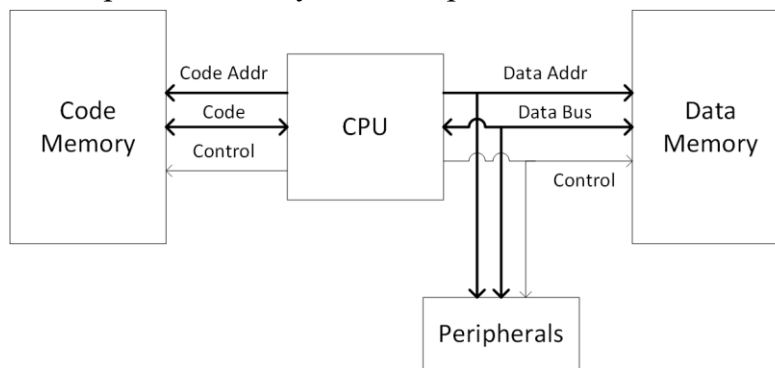 Code Addr
Code
Control
Code
Memory
CPU
Data Addr
Data Bus
Control
Data
Memory
Peripherals